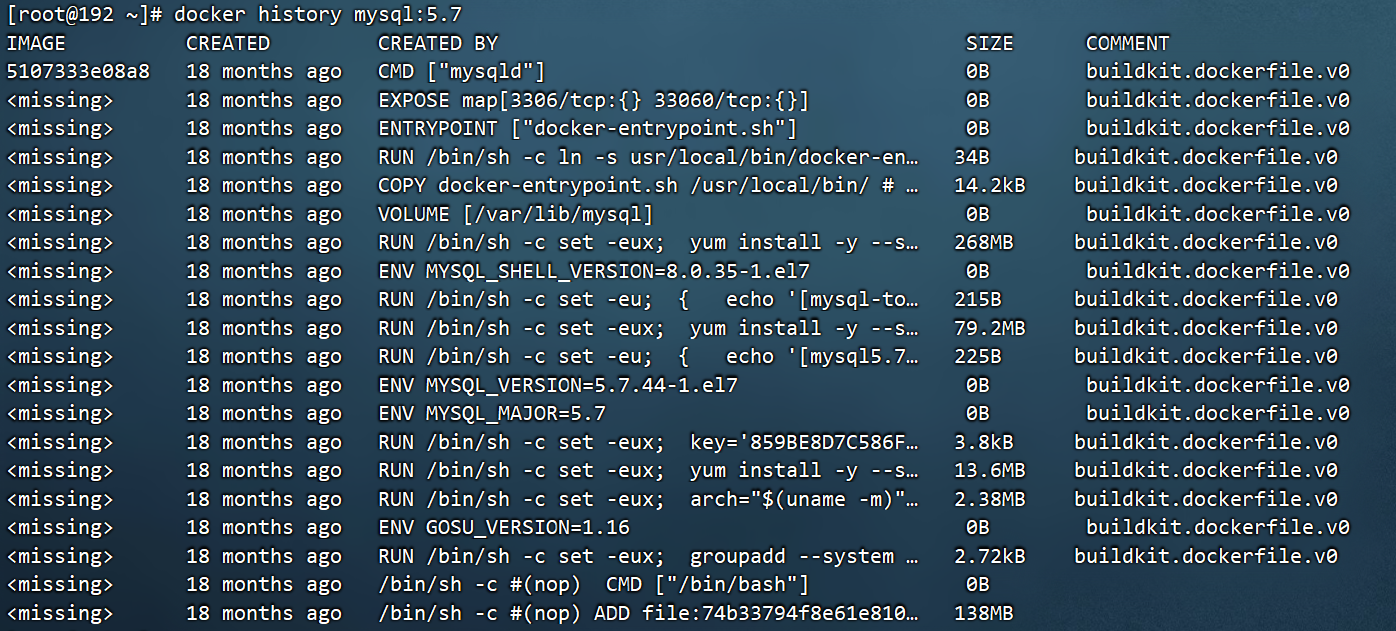 [root@192 ~]# docker history mysql:5.7
IMAGE CREATED CREATED BY SIZE COMMENT
5107333e08a8 18 months ago CMD ["mysqld"] 0B buildkit.dockerfile.v0
<missing> 18 months ago EXPOSE map[3306/tcp:{} 33060/tcp:{}] 0B buildkit.dockerfile.v0
<missing> 18 months ago ENTRYPOINT ["docker-entrypoint.sh"] 0B buildkit.dockerfile.v0
<missing> 18 months ago RUN /bin/sh -c ln -s usr/local/bin/docker-en… 34B buildkit.dockerfile.v0
<missing> 18 months ago COPY docker-entrypoint.sh /usr/local/bin/ # … 14.2kB buildkit.dockerfile.v0
<missing> 18 months ago VOLUME [/var/lib/mysql] 0B buildkit.dockerfile.v0
<missing> 18 months ago RUN /bin/sh -c set -eux;  yum install -y --s… 268MB buildkit.dockerfile.v0
<missing> 18 months ago ENV MYSQL_SHELL_VERSION=8.0.35-1.el7 0B buildkit.dockerfile.v0
<missing> 18 months ago RUN /bin/sh -c set -eu;  {   echo '[mysql-to… 215B buildkit.dockerfile.v0
<missing> 18 months ago RUN /bin/sh -c set -eux;  yum install -y --s… 79.2MB buildkit.dockerfile.v0
<missing> 18 months ago RUN /bin/sh -c set -eu;  {   echo '[mysql5.7… 225B buildkit.dockerfile.v0
<missing> 18 months ago ENV MYSQL_VERSION=5.7.44-1.el7 0B buildkit.dockerfile.v0
<missing> 18 months ago ENV MYSQL_MAJOR=5.7 0B buildkit.dockerfile.v0
<missing> 18 months ago RUN /bin/sh -c set -eux;  key='859BE8D7C586F… 3.8kB buildkit.dockerfile.v0
<missing> 18 months ago RUN /bin/sh -c set -eux;  yum install -y --s… 13.6MB buildkit.dockerfile.v0
<missing> 18 months ago RUN /bin/sh -c set -eux;  arch="$(uname -m)"… 2.38MB buildkit.dockerfile.v0
<missing> 18 months ago ENV GOSU_VERSION=1.16 0B buildkit.dockerfile.v0
<missing> 18 months ago RUN /bin/sh -c set -eux;  groupadd --system … 2.72kB buildkit.dockerfile.v0
<missing> 18 months ago /bin/sh -c #(nop)  CMD ["/bin/bash"] 0B
<missing> 18 months ago /bin/sh -c #(nop) ADD file:74b33794f8e61e810… 138MB